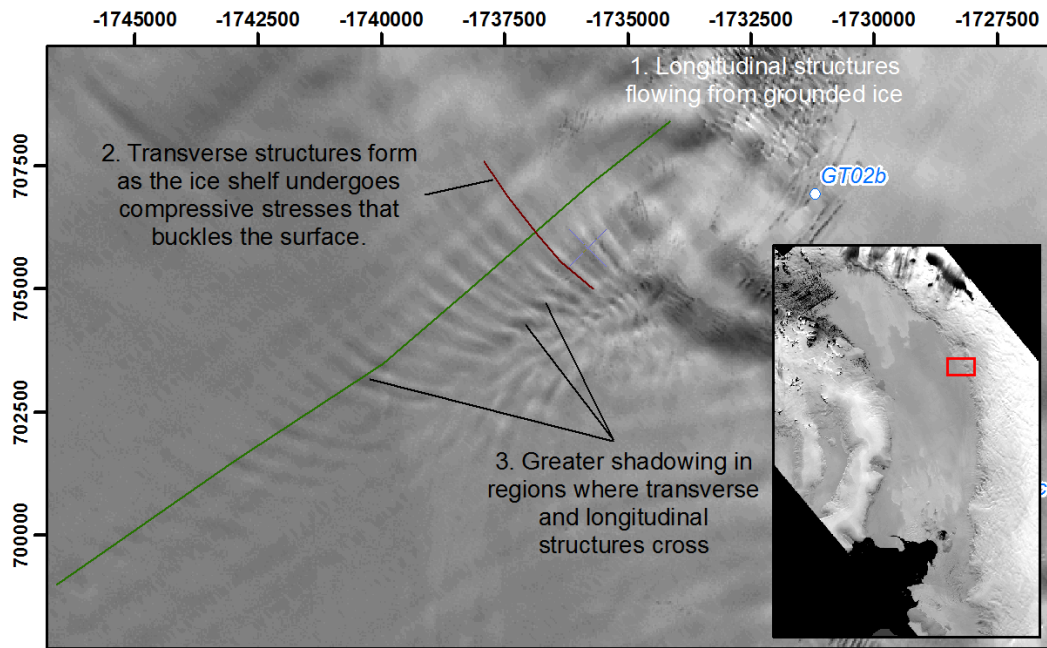 -1745000 -1742500 -1740000 -1737500 -1735000 -1732500 -1730000 -1727500
1. Longitudinal structures
flowing from grounded ice
2. Transverse structures form
as the ice shelf undergoes
compressive stresses that
buckles the surface.
GT02b
3. Greater shadowing in
regions where transverse
and longitudinal
structures cross
707500
705000
702500
700000